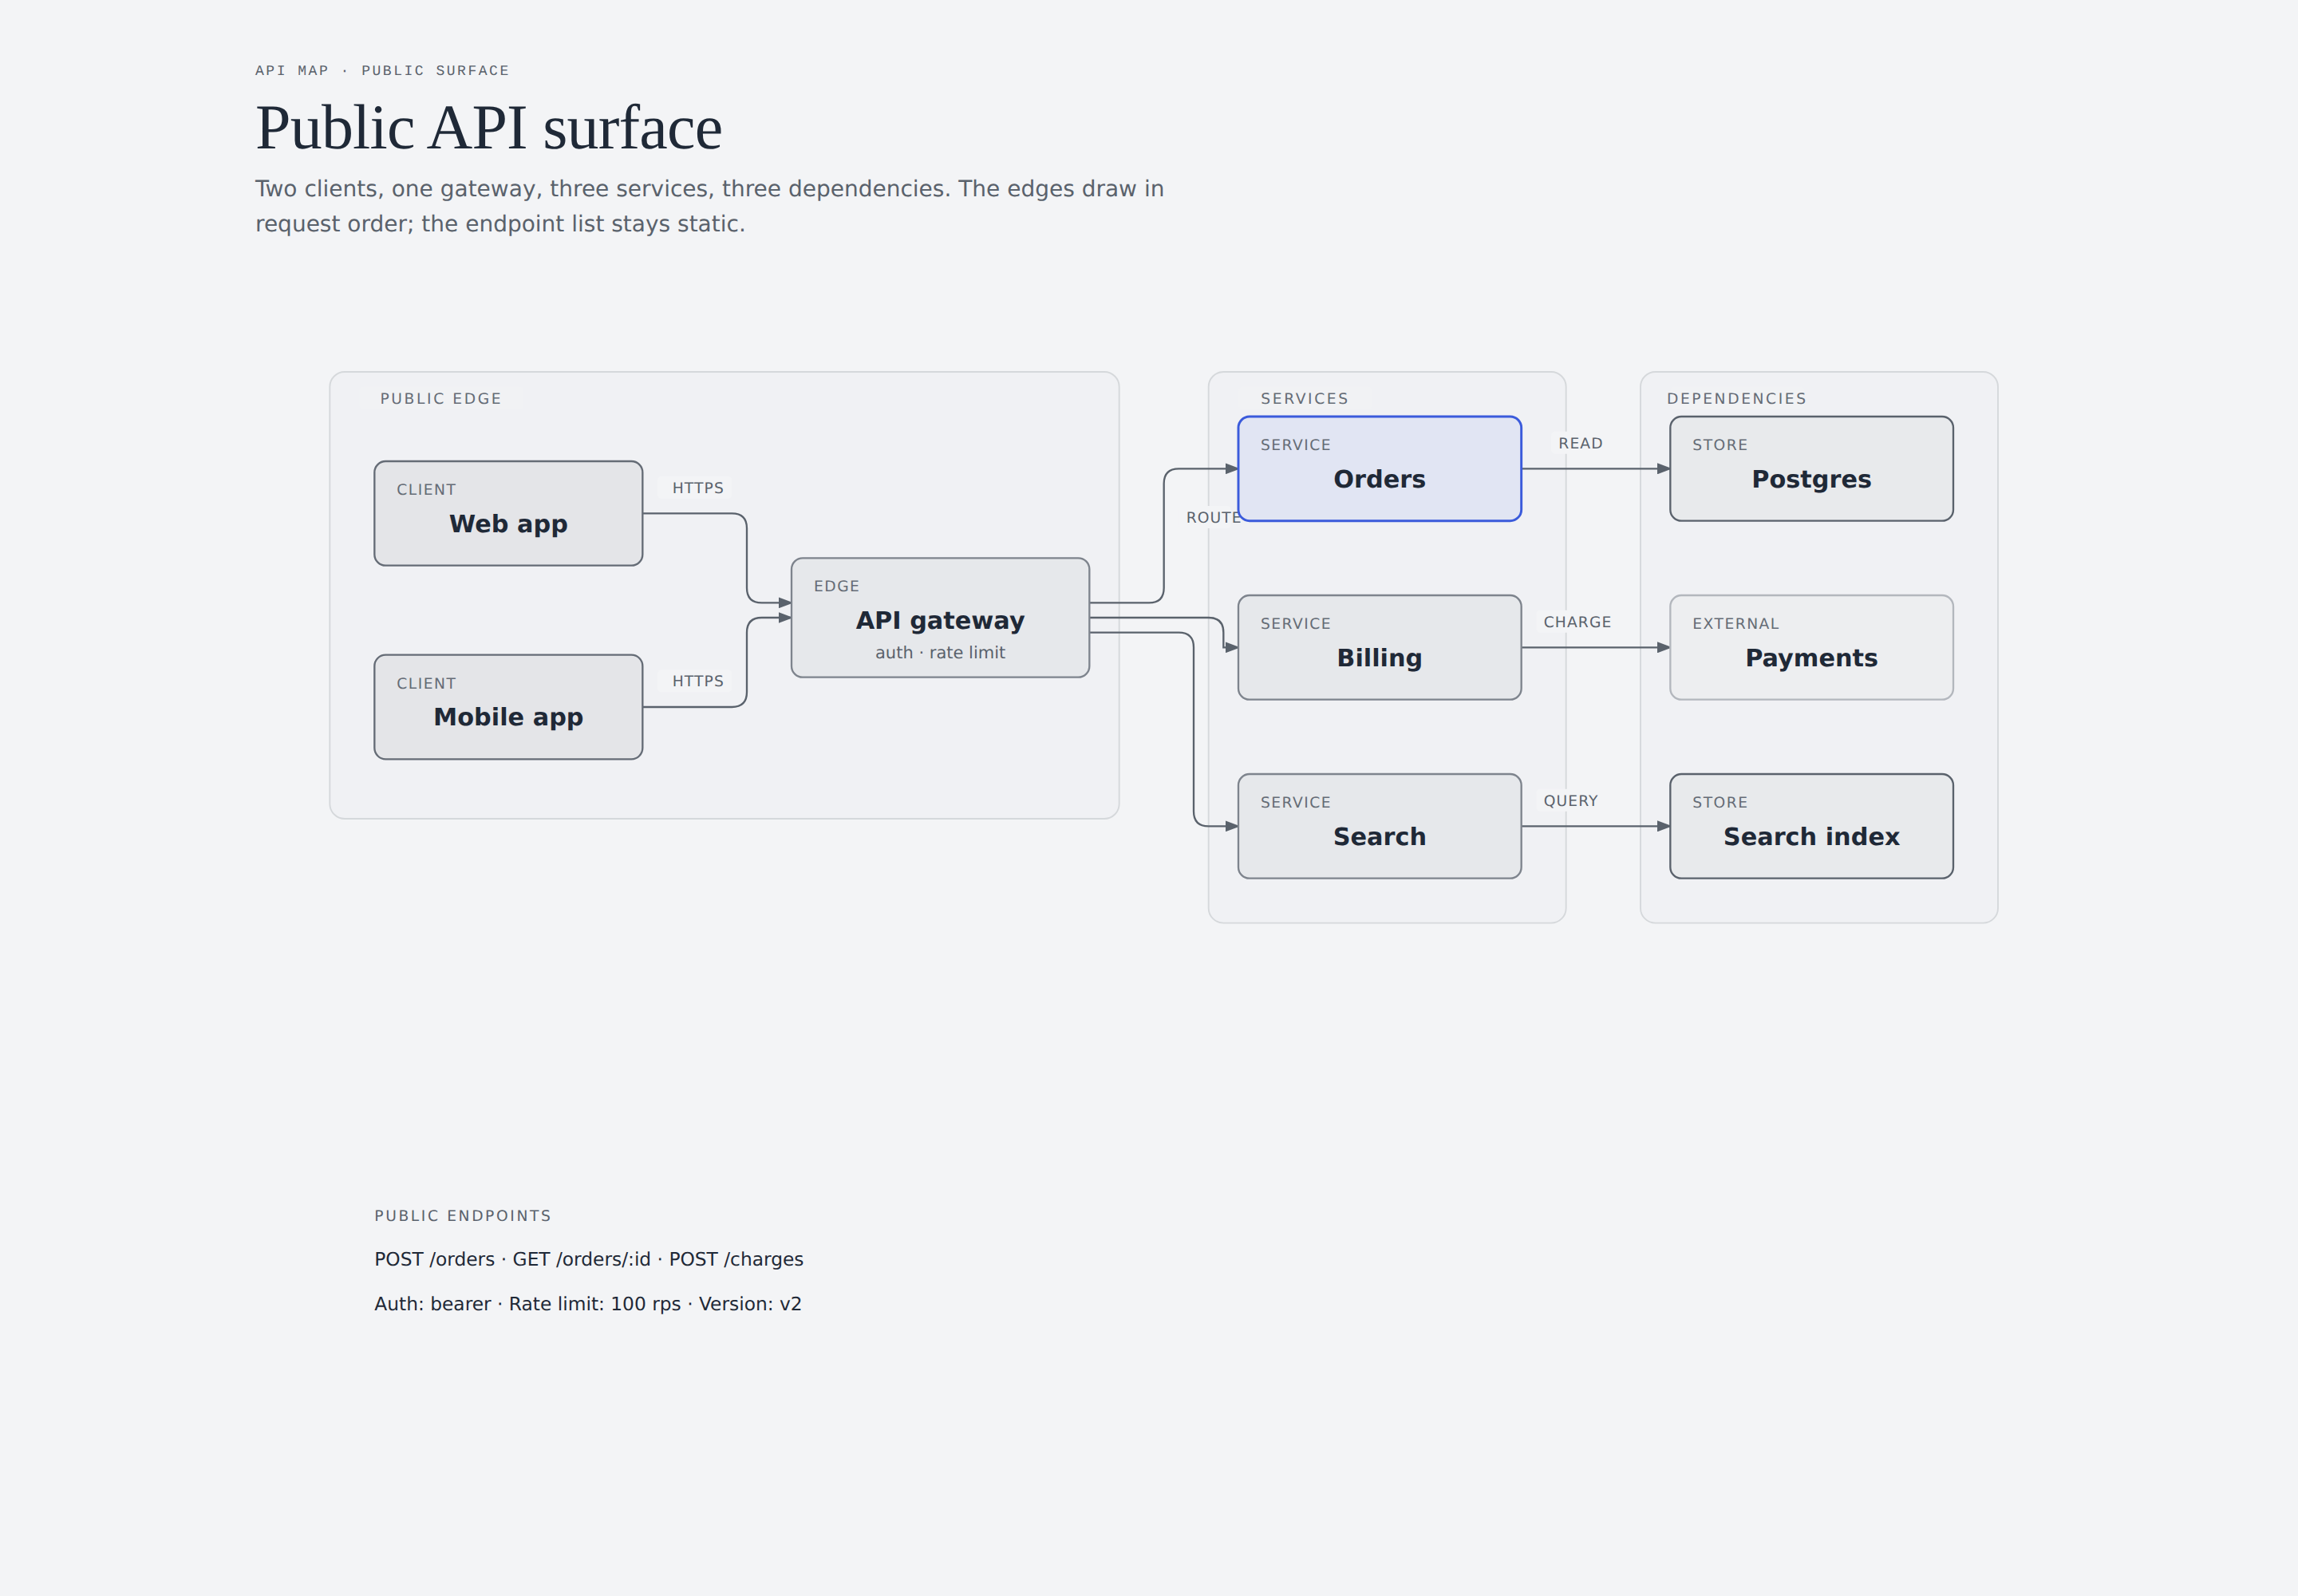 API MAP · PUBLIC SURFACE
Public API surface
Two clients, one gateway, three services, three dependencies. The edges draw in
request order; the endpoint list stays static.
PUBLIC EDGE
CLIENT
Web app
HTTPS
CLIENT
Mobile app
HTTPS
EDGE
API gateway
auth · rate limit
ROUTE
SERVICES
SERVICE
Orders
READ
SERVICE
Billing
CHARGE
SERVICE
Search
QUERY
DEPENDENCIES
STORE
Postgres
EXTERNAL
Payments
STORE
Search index
PUBLIC ENDPOINTS
POST /orders · GET /orders/:id · POST /charges
Auth: bearer · Rate limit: 100 rps · Version: v2